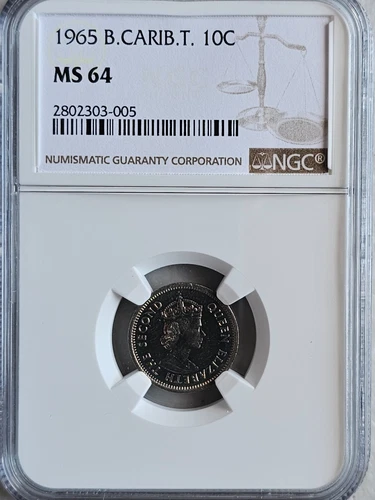 1965 B.CARIB.T. 10C
MS 64
2802303-005
NUMISMATIC GUARANTY CORPORATION
NGC®
QUEEN ELIZABETH THE SECOND